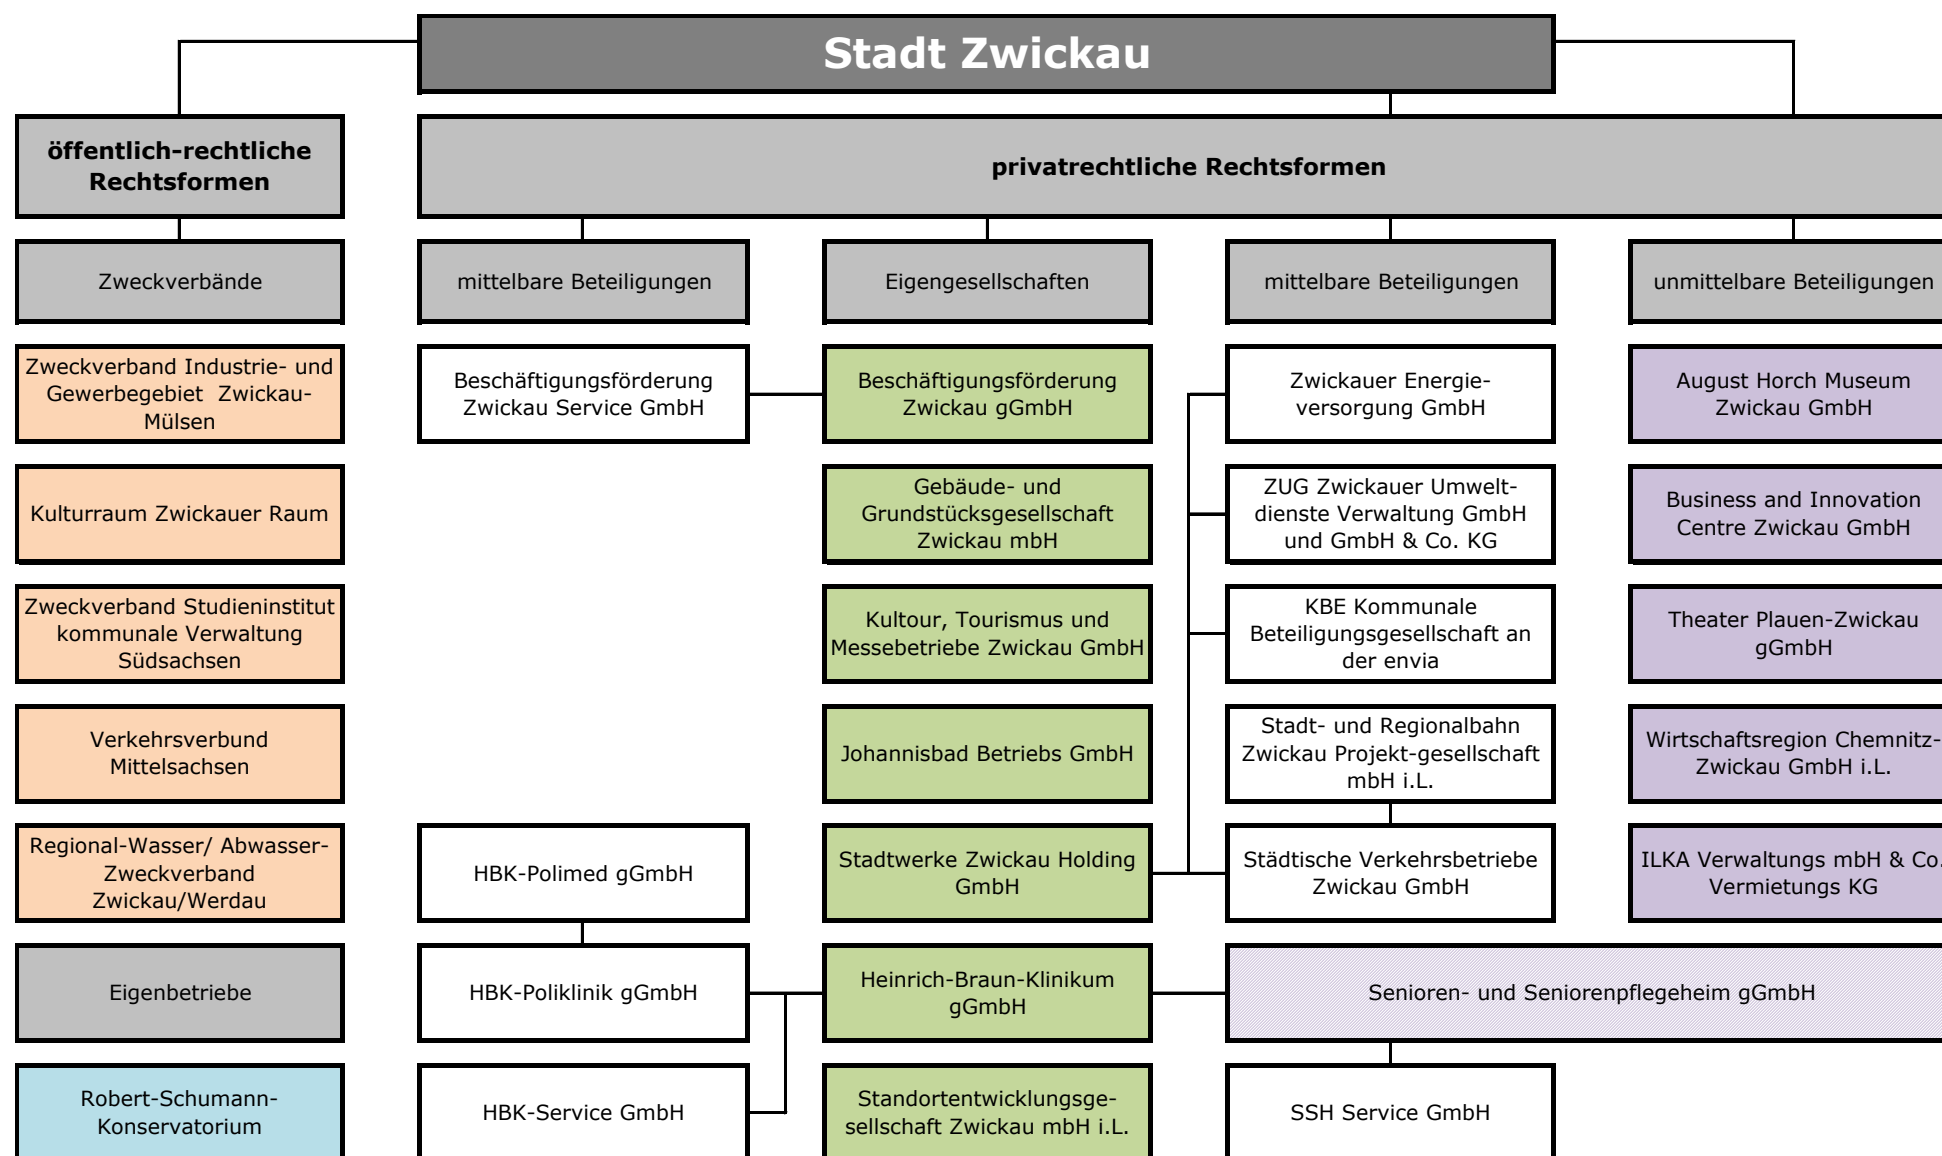 Stadt Zwickau
öffentlich-rechtliche
Rechtsformen
privatrechtliche Rechtsformen
Zweckverbände
mittelbare Beteiligungen
Eigengesellschaften
mittelbare Beteiligungen
unmittelbare Beteiligungen
Zweckverband Industrie- und
Gewerbegebiet Zwickau-
Mülsen
Beschäftigungsförderung
Zwickau Service GmbH
Beschäftigungsförderung
Zwickau gGmbH
Zwickauer Energie-
versorgung GmbH
August Horch Museum
Zwickau GmbH
Kulturraum Zwickauer Raum
Gebäude- und
Grundstücksgesellschaft
Zwickau mbH
ZUG Zwickauer Umwelt-
dienste Verwaltung GmbH
und GmbH & Co. KG
Business and Innovation
Centre Zwickau GmbH
Zweckverband Studieninstitut
kommunale Verwaltung
Südsachsen
Kultour, Tourismus und
Messebetriebe Zwickau GmbH
KBE Kommunale
Beteiligungsgesellschaft an
der envia
Theater Plauen-Zwickau
gGmbH
Verkehrsverbund
Mittelsachsen
Johannisbad Betriebs GmbH
Stadt- und Regionalbahn
Zwickau Projekt-gesellschaft
mbH i.L.
Wirtschaftsregion Chemnitz-
Zwickau GmbH i.L.
Regional-Wasser/ Abwasser-
Zweckverband
Zwickau/Werdau
HBK-Polimed gGmbH
Stadtwerke Zwickau Holding
GmbH
Städtische Verkehrsbetriebe
Zwickau GmbH
ILKA Verwaltungs mbH & Co.
Vermietungs KG
Eigenbetriebe
HBK-Poliklinik gGmbH
Heinrich-Braun-Klinikum
gGmbH
Senioren- und Seniorenpflegeheim gGmbH
Robert-Schumann-
Konservatorium
HBK-Service GmbH
Standortentwicklungsge-
sellschaft Zwickau mbH i.L.
SSH Service GmbH